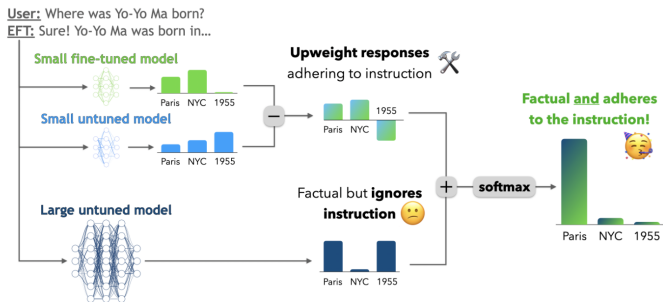 User: Where was Yo-Yo Ma born?
EFT: Sure! Yo-Yo Ma was born in...
Small fine-tuned model
Paris NYC 1955
Small untuned model
Paris NYC 1955
Large untuned model
Upweight responses
adhering to instruction
1955
Paris NYC
−
Factual but ignores
instruction
Paris NYC 1955
+
softmax
Factual and adheres
to the instruction!
Paris NYC 1955